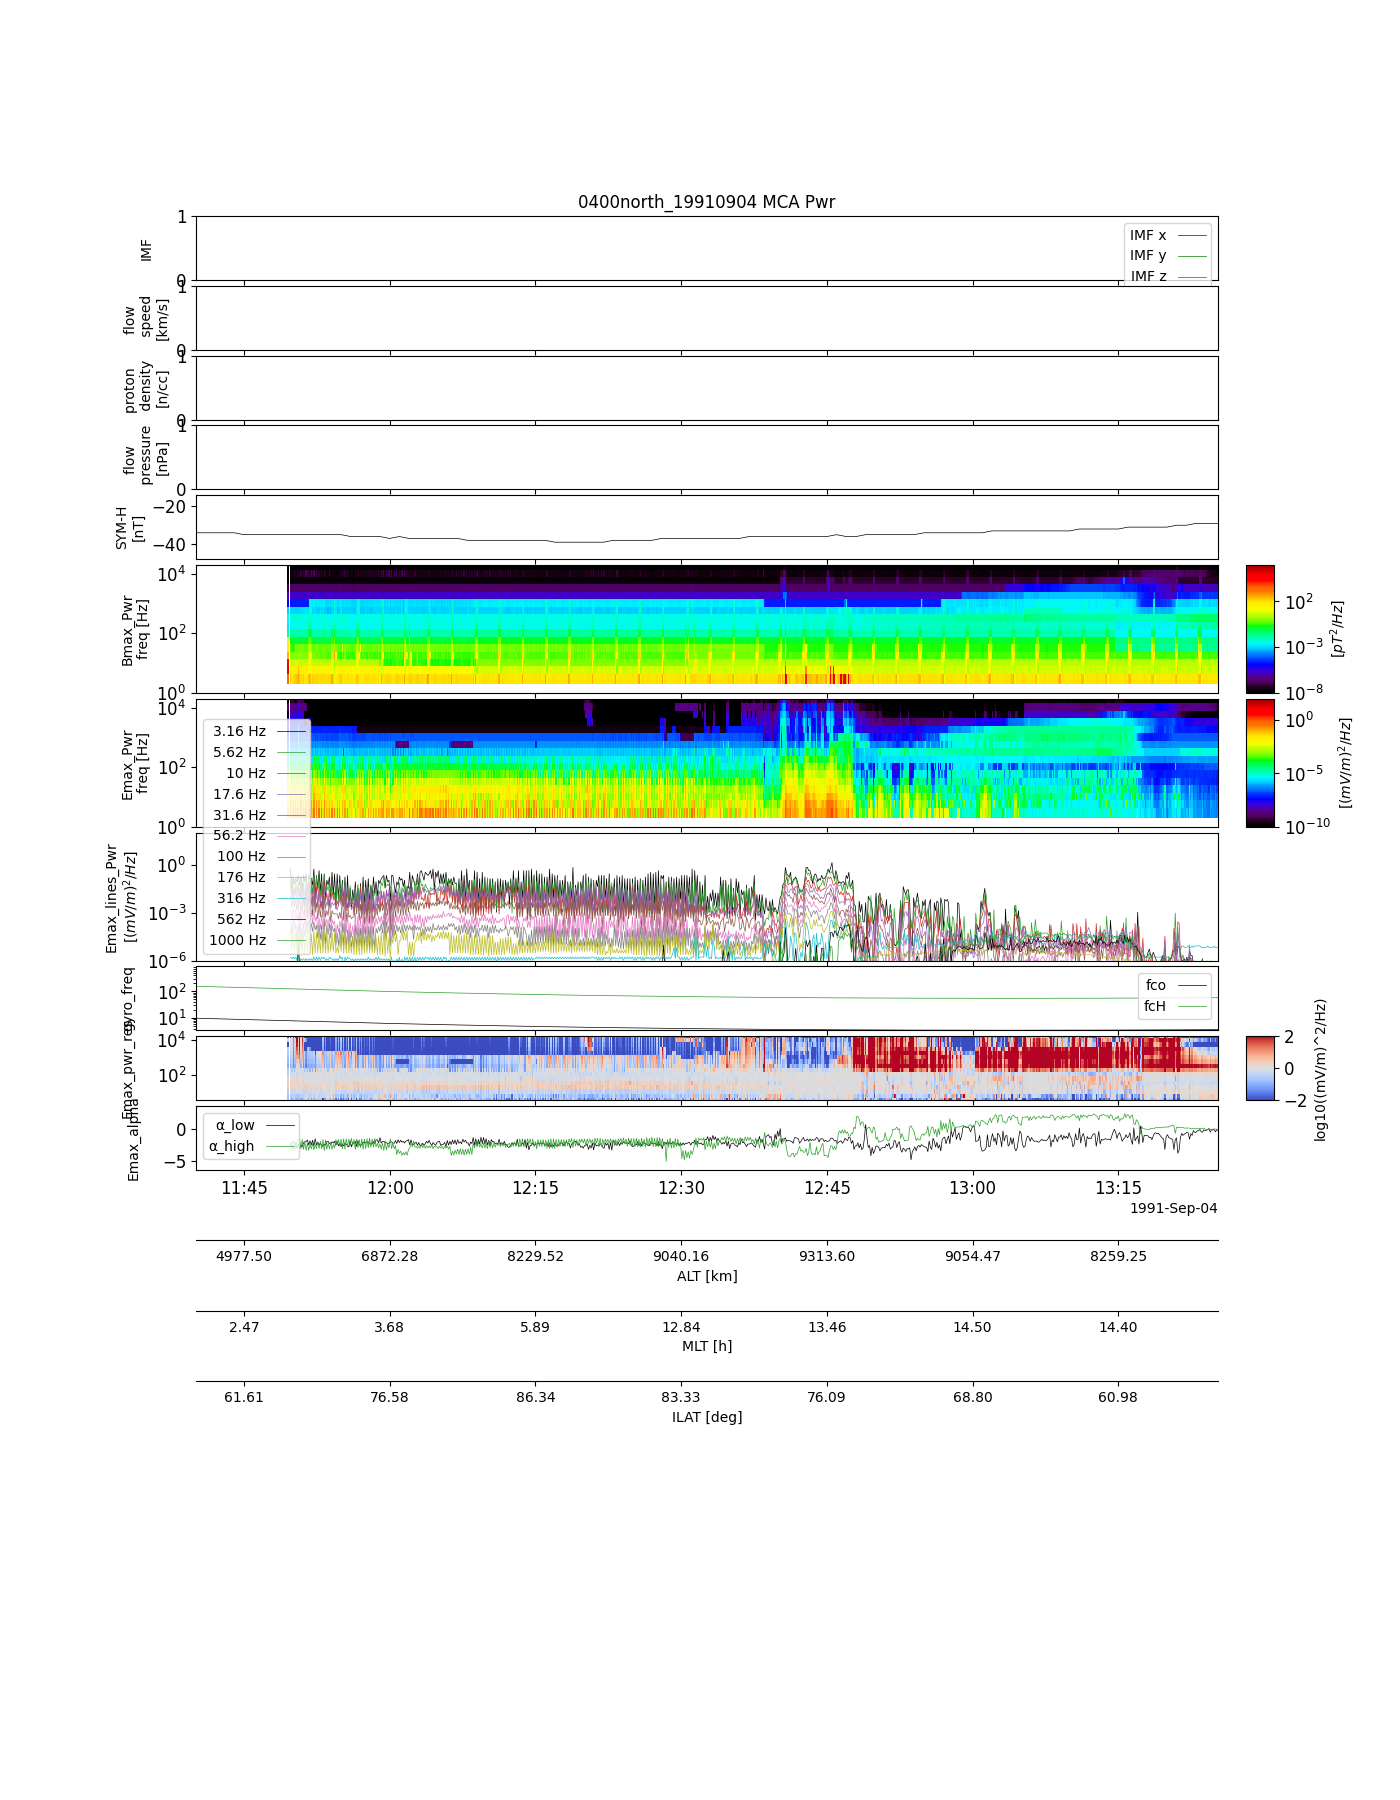 0400north_19910904 MCA Pwr
1
0
IMF
IMF x
IMF y
IMF z
1
0
flow
speed
[km/s]
1
0
proton
density
[n/cc]
1
0
flow
pressure
[nPa]
−20
−40
SYM-H
[nT]
10^4
10^2
10^0
Bmax_Pwr
freq [Hz]
10^2
10^−3
10^−8
[pT^2/Hz]
10^4
10^2
10^0
Emax_Pwr
freq [Hz]
10^0
10^−5
10^−10
[(mV/m)^2/Hz]
3.16 Hz
5.62 Hz
10 Hz
17.6 Hz
31.6 Hz
56.2 Hz
100 Hz
176 Hz
316 Hz
562 Hz
1000 Hz
10^0
10^−3
10^−6
Emax_lines_Pwr
[(mV/m)^2/Hz]
10^2
10^1
gyro_freq
fco
fcH
10^4
10^2
Emax_pwr_reg
2
0
−2
log10((mV/m)^2/Hz)
0
−5
Emax_alpha
α_low
α_high
11:45 12:00 12:15 12:30 12:45 13:00 13:15
1991-Sep-04
4977.50 6872.28 8229.52 9040.16 9313.60 9054.47 8259.25
ALT [km]
2.47 3.68 5.89 12.84 13.46 14.50 14.40
MLT [h]
61.61 76.58 86.34 83.33 76.09 68.80 60.98
ILAT [deg]